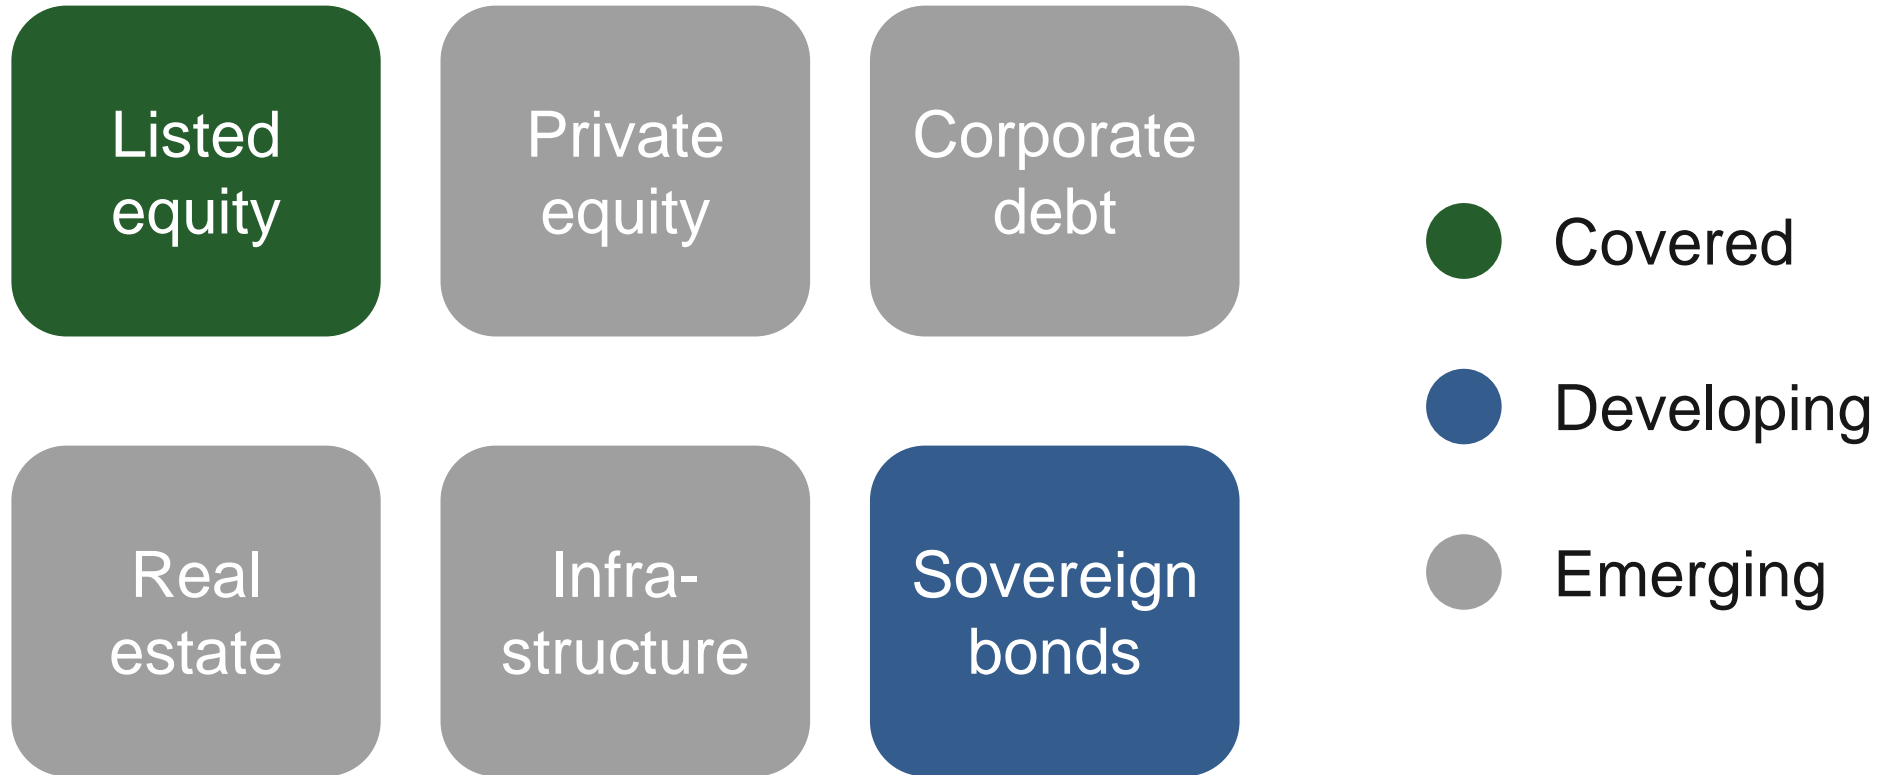 Listed
equity
Private
equity
Corporate
debt
Real
estate
Infra-
structure
Sovereign
bonds
Covered
Developing
Emerging